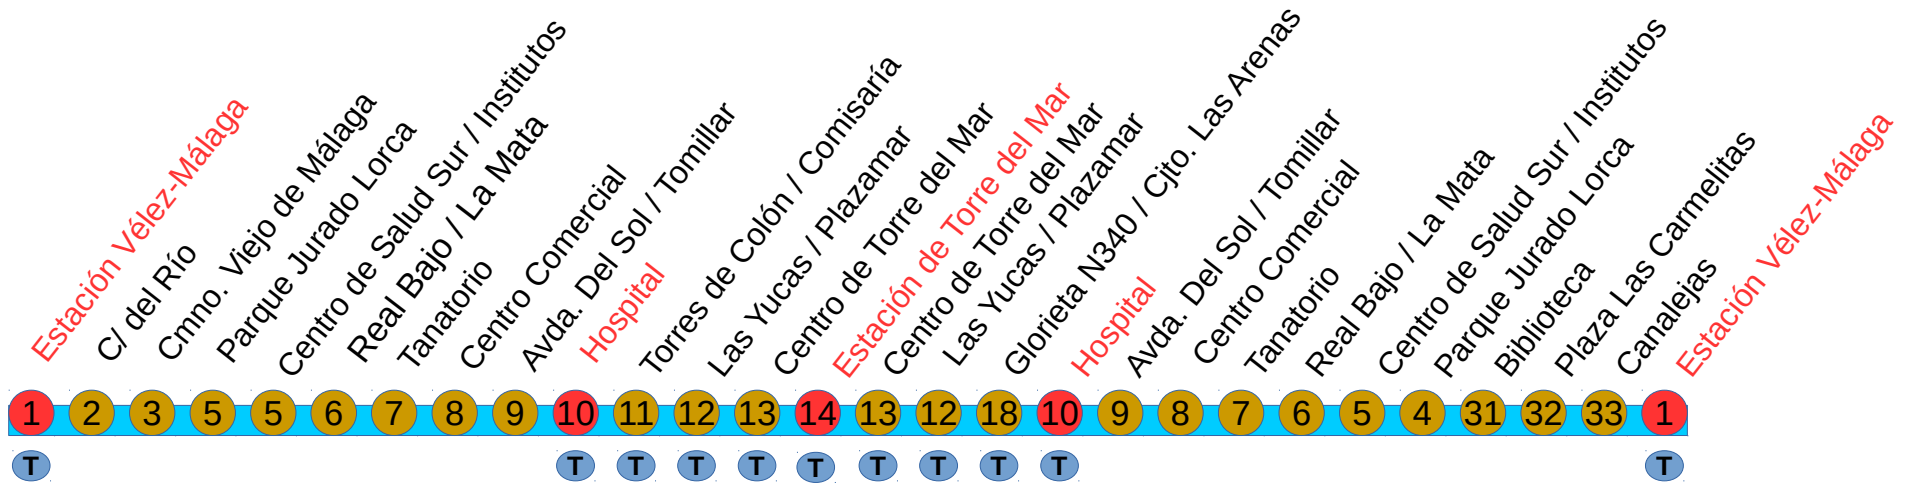 Estación Vélez-Málaga
C/ del Río
Cmno. Viejo de Málaga
Parque Jurado Lorca
Centro de Salud Sur / Institutos
Real Bajo / La Mata
Tanatorio
Centro Comercial
Avda. Del Sol / Tomillar
Hospital
Torres de Colón / Comisaría
Las Yucas / Plazamar
Centro de Torre del Mar
Estación de Torre del Mar
Centro de Torre del Mar
Las Yucas / Plazamar
Glorieta N340 / Cjto. Las Arenas
Hospital
Avda. Del Sol / Tomillar
Centro Comercial
Tanatorio
Real Bajo / La Mata
Centro de Salud Sur / Institutos
Parque Jurado Lorca
Biblioteca
Plaza Las Carmelitas
Canalejas
Estación Vélez-Málaga
1 2 3 5 5 6 7 8 9 10 11 12 13 14 13 12 18 10 9 8 7 6 5 4 31 32 33 1
T T T T T T T T T T T